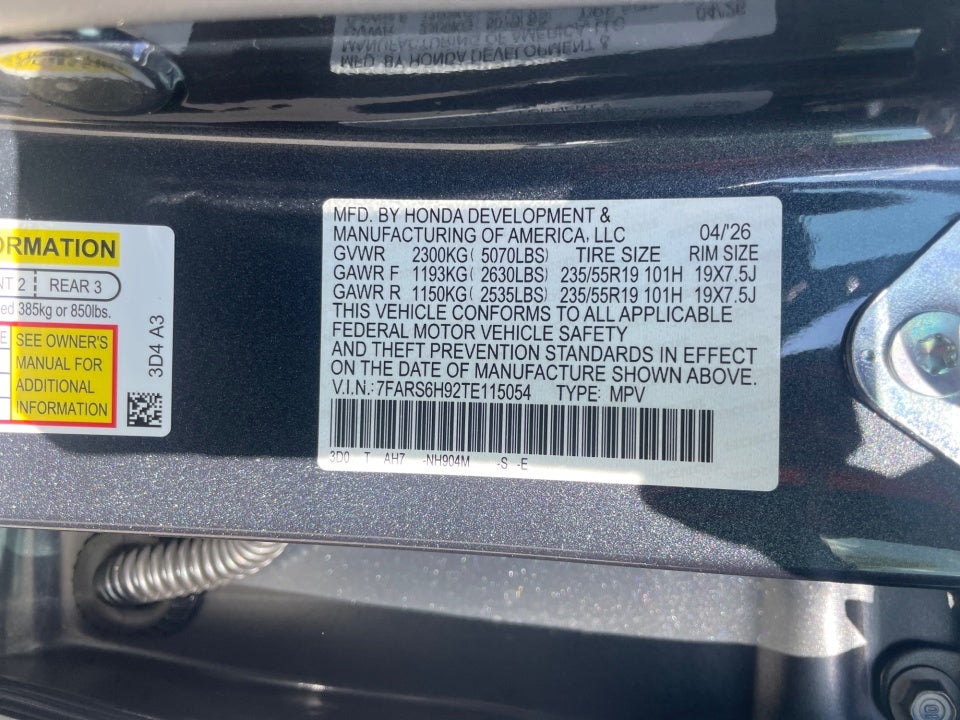 ORMATION
NT 2 REAR 3
ed 385kg or 850lbs.
SEE OWNER'S
MANUAL FOR
ADDITIONAL
INFORMATION
3D4 A3
MFD. BY HONDA DEVELOPMENT &
MANUFACTURING OF AMERICA, LLC 04/'26
GVWR 2300KG ( 5070LBS) TIRE SIZE RIM SIZE
GAWR F 1193KG ( 2630LBS) 235/55R19 101H 19X7.5J
GAWR R 1150KG ( 2535LBS) 235/55R19 101H 19X7.5J
THIS VEHICLE CONFORMS TO ALL APPLICABLE
FEDERAL MOTOR VEHICLE SAFETY
AND THEFT PREVENTION STANDARDS IN EFFECT
ON THE DATE OF MANUFACTURE SHOWN ABOVE.
V.I.N.:7FARS6H92TE115054 TYPE: MPV
3D0 T AH7 -NH904M -S -E